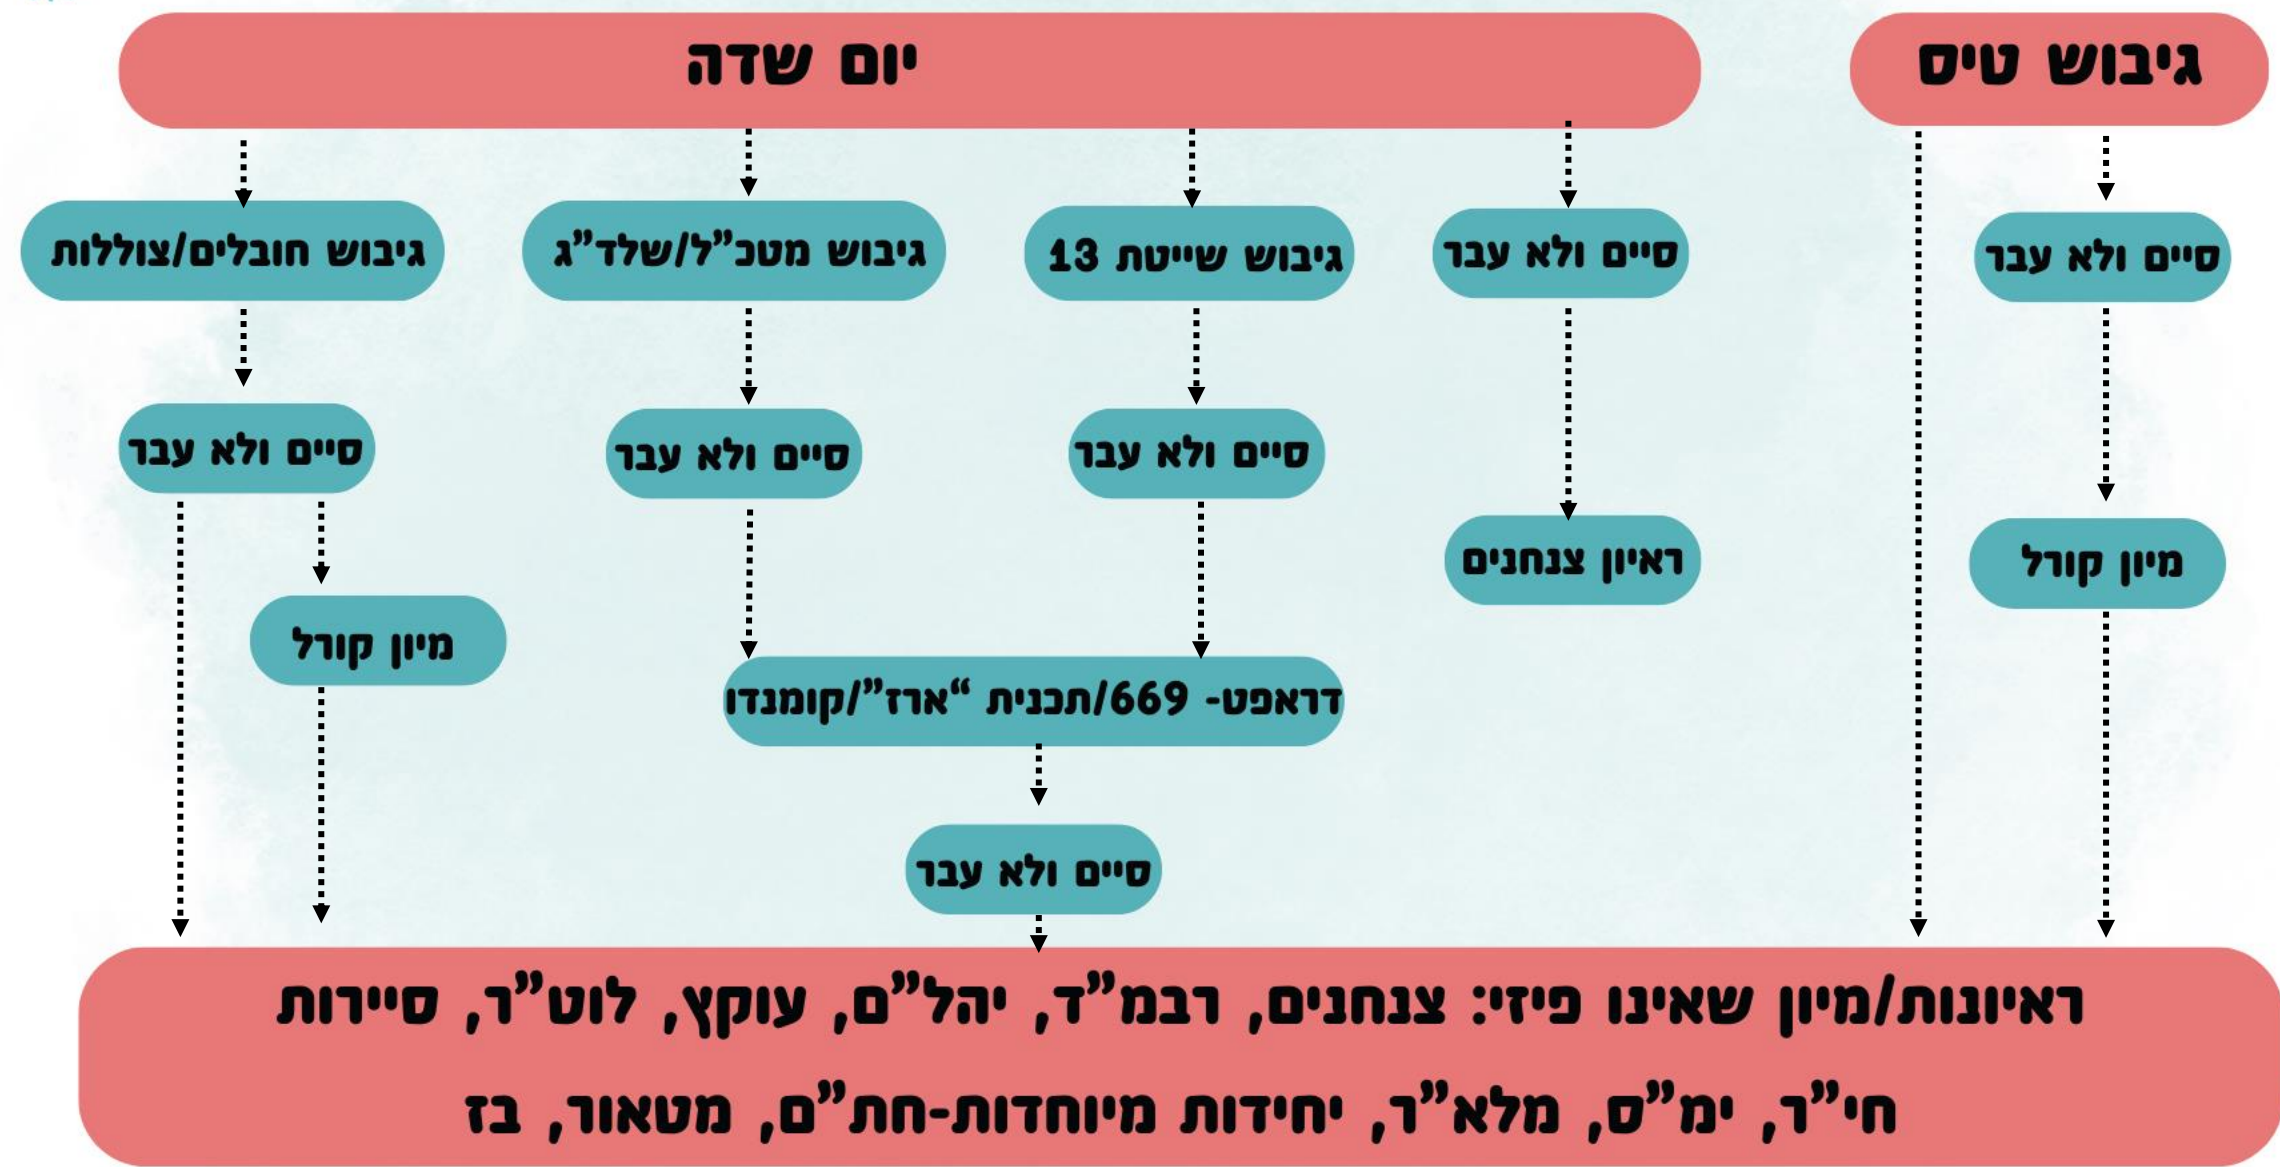 גיבוש טיס
יום שדה
סיים ולא עבר
סיים ולא עבר
גיבוש שייטת 13
גיבוש מטכ”ל/שלד”ג
גיבוש חובלים/צוללות
סיים ולא עבר
סיים ולא עבר
סיים ולא עבר
מיון קורל
ראיון צנחנים
מיון קורל
דראפט- 669/תכנית “ארז”/קומנדו
סיים ולא עבר
ראיונות/מיון שאינו פיזי: צנחנים, רבמ”ד, יהל”ם, עוקץ, לוט”ר, סיירות
חי”ר, ימ”ס, מלא”ר, יחידות מיוחדות-חת”ם, מטאור, בז